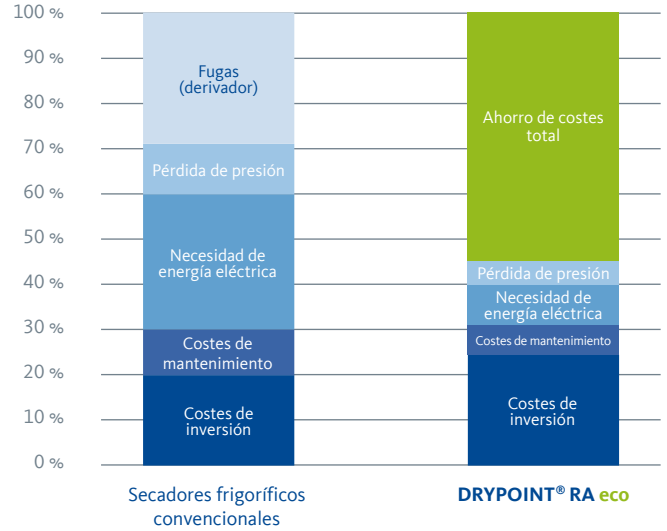 100 %
90 %
80 %
70 %
60 %
50 %
40 %
30 %
20 %
10 %
0 %
Fugas
(derivador)
Pérdida de presión
Necesidad de
energía eléctrica
Costes de
mantenimiento
Costes de
inversión
Ahorro de costes
total
Pérdida de presión
Necesidad de
energía eléctrica
Costes de mantenimiento
Costes de
inversión
Secadores frigoríficos
convencionales
DRYPOINT® RA eco